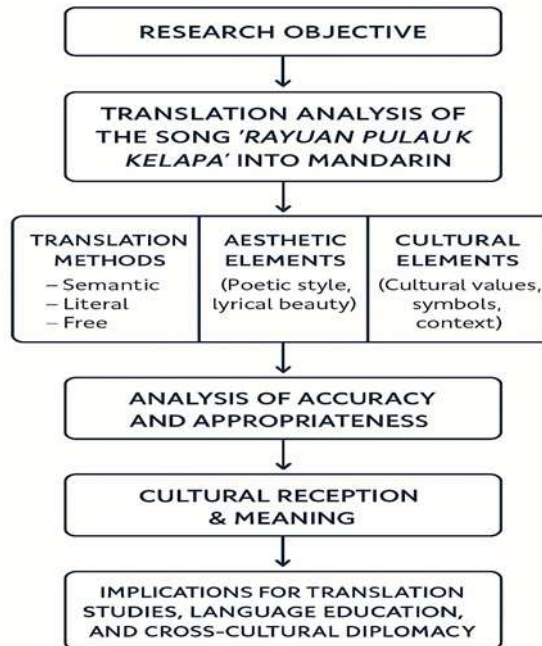 RESEARCH OBJECTIVE
TRANSLATION ANALYSIS OF
THE SONG 'RAYUAN PULAU K
KELAPA' INTO MANDARIN
TRANSLATION
METHODS
– Semantic
– Literal
– Free
AESTHETIC
ELEMENTS
(Poetic style,
lyrical beauty)
CULTURAL
ELEMENTS
(Cultural values,
symbols,
context)
ANALYSIS OF ACCURACY
AND APPROPRIATENESS
CULTURAL RECEPTION
& MEANING
IMPLICATIONS FOR TRANSLATION
STUDIES, LANGUAGE EDUCATION,
AND CROSS-CULTURAL DIPLOMACY